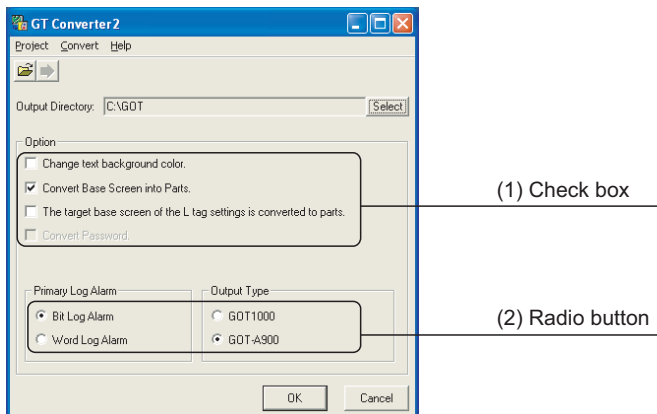 GT Converter2
Project Convert Help
Output Directory: C:\GOT Select
Option
Change text background color.
Convert Base Screen into Parts.
The target base screen of the L tag settings is converted to parts.
Convert Password.
(1) Check box
Primary Log Alarm
Bit Log Alarm
Word Log Alarm
Output Type
GOT1000
GOT-A900
(2) Radio button
OK Cancel